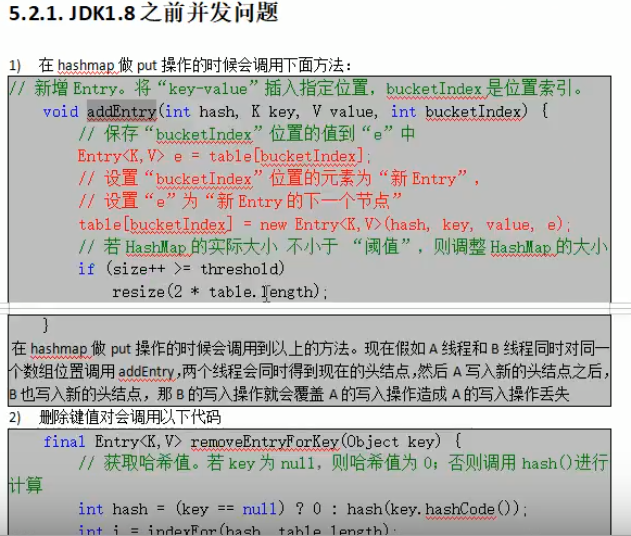 5.2.1. JDK1.8 之前并发问题
1) 在 hashmap 做 put 操作的时候会调用下面方法：
// 新增 Entry。将“key-value”插入指定位置，bucketIndex 是位置索引。
void addEntry(int hash, K key, V value, int bucketIndex) {
// 保存“bucketIndex”位置的值到“e”中
Entry<K,V> e = table[bucketIndex];
// 设置“bucketIndex”位置的元素为“新 Entry”，
// 设置“e”为“新 Entry 的下一个节点”
table[bucketIndex] = new Entry<K,V>(hash, key, value, e);
// 若 HashMap 的实际大小 不小于 “阈值”，则调整 HashMap 的大小
if (size++ >= threshold)
resize(2 * table.length);
}
在 hashmap 做 put 操作的时候会调用到以上的方法。现在假如 A 线程和 B 线程同时对同一
个数组位置调用 addEntry，两个线程会同时得到现在的头结点，然后 A 写入新的头结点之后，
B 也写入新的头结点，那 B 的写入操作就会覆盖 A 的写入操作造成 A 的写入操作丢失
2) 删除键值对会调用以下代码
final Entry<K,V> removeEntryForKey(Object key) {
// 获取哈希值。若 key 为 null，则哈希值为 0；否则调用 hash()进行
计算
int hash = (key == null) ? 0 : hash(key.hashCode());
int i = indexFor(hash, table.length);